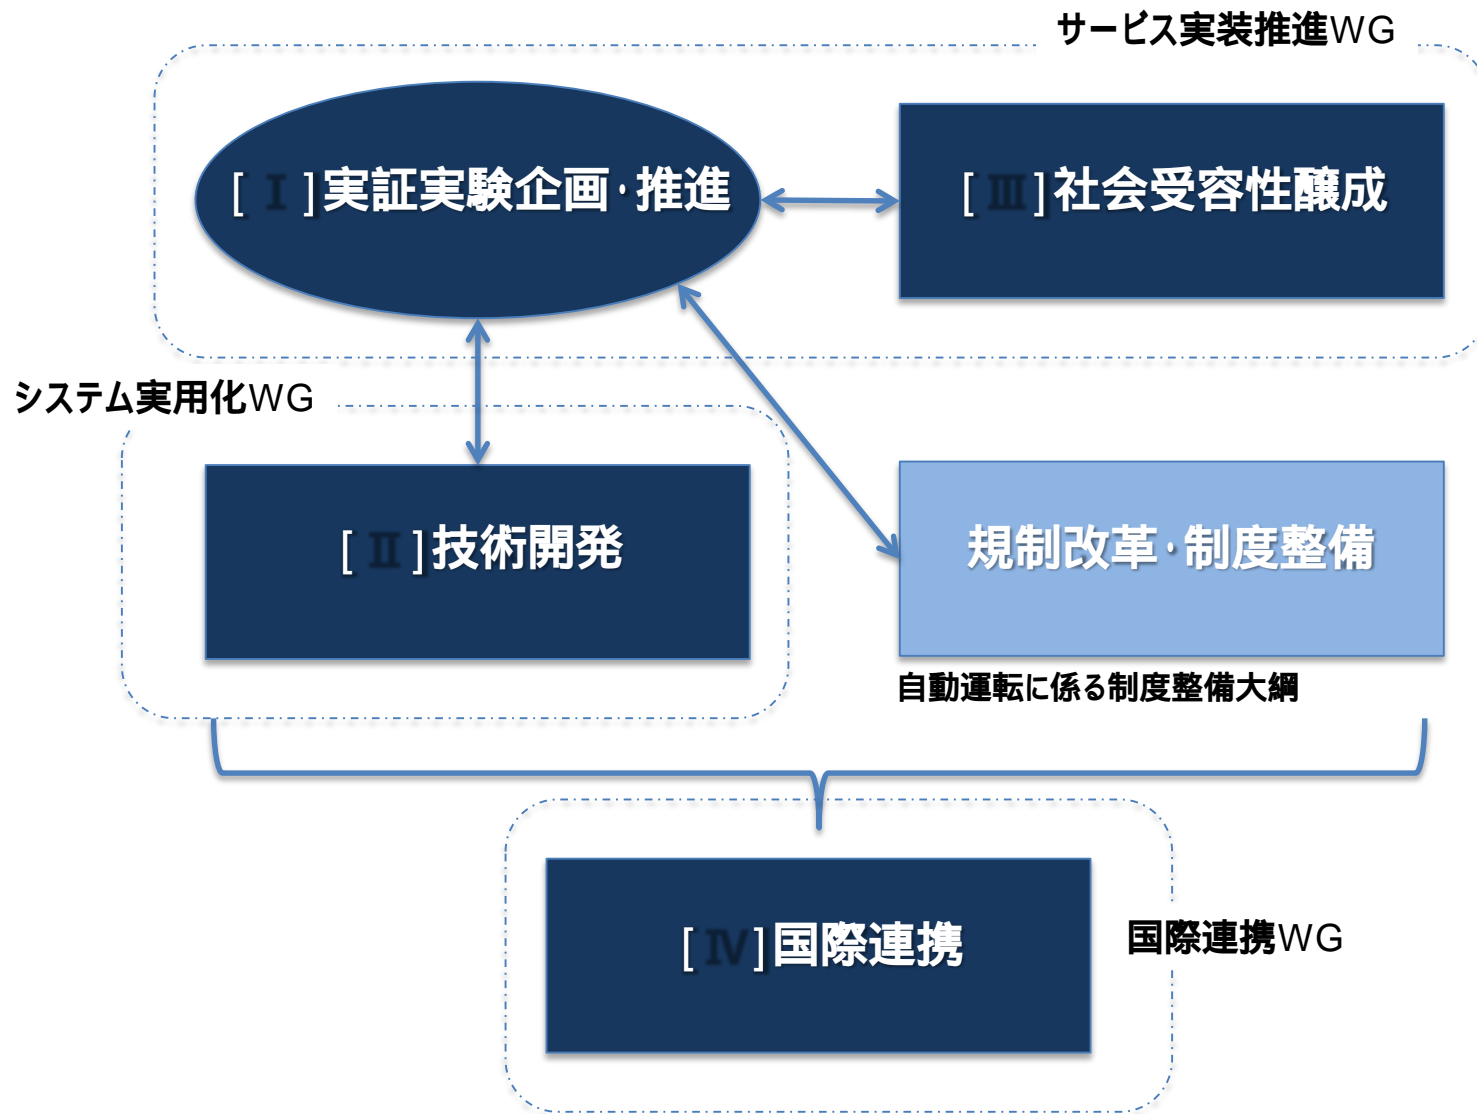 サービス実装推進WG
[ Ⅰ ]実証実験企画・推進
[ Ⅲ ]社会受容性醸成
システム実用化WG
[ Ⅱ ]技術開発
規制改革・制度整備
自動運転に係る制度整備大綱
[ Ⅳ ]国際連携
国際連携WG